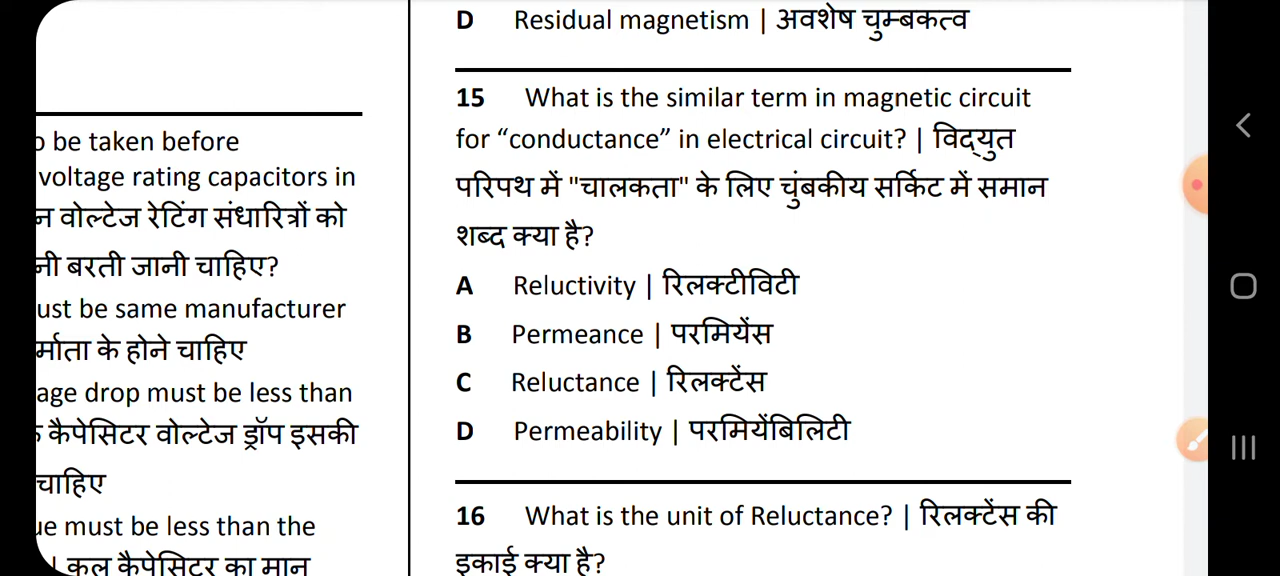 o be taken before
voltage rating capacitors in
न वोल्टेज रेटिंग संधारित्रों को
नी बरती जानी चाहिए?
ust be same manufacturer
र्माता के होने चाहिए
age drop must be less than
कैपेसिटर वोल्टेज ड्रॉप इसकी
चाहिए
ue must be less than the
| कुल कैपेसिटर का मान
D Residual magnetism | अवशेष चुम्बकत्व
15 What is the similar term in magnetic circuit
for “conductance” in electrical circuit? | विद्युत
परिपथ में "चालकता" के लिए चुंबकीय सर्किट में समान
शब्द क्या है?
A Reluctivity | रिलक्टीविटी
B Permeance | परमियेंस
C Reluctance | रिलक्टेंस
D Permeability | परमियेंबिलिटी
16 What is the unit of Reluctance? | रिलक्टेंस की
इकाई क्या है?